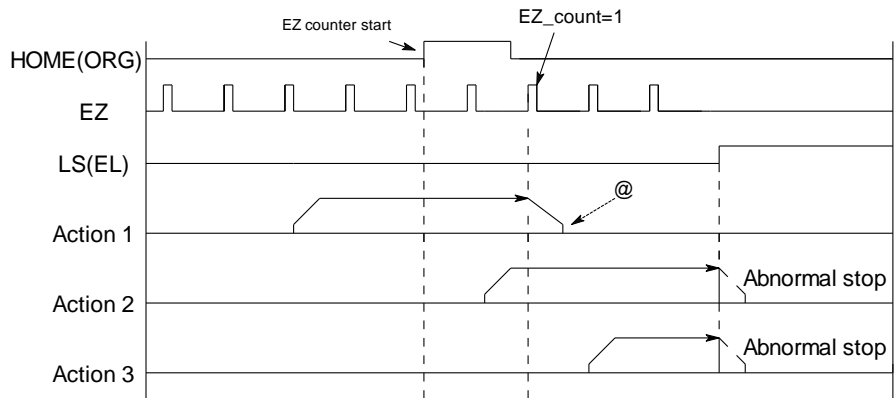 EZ_count=1
EZ counter start
HOME(ORG)
EZ
LS(EL)
@
Action 1
Abnormal stop
Action 2
Abnormal stop
Action 3